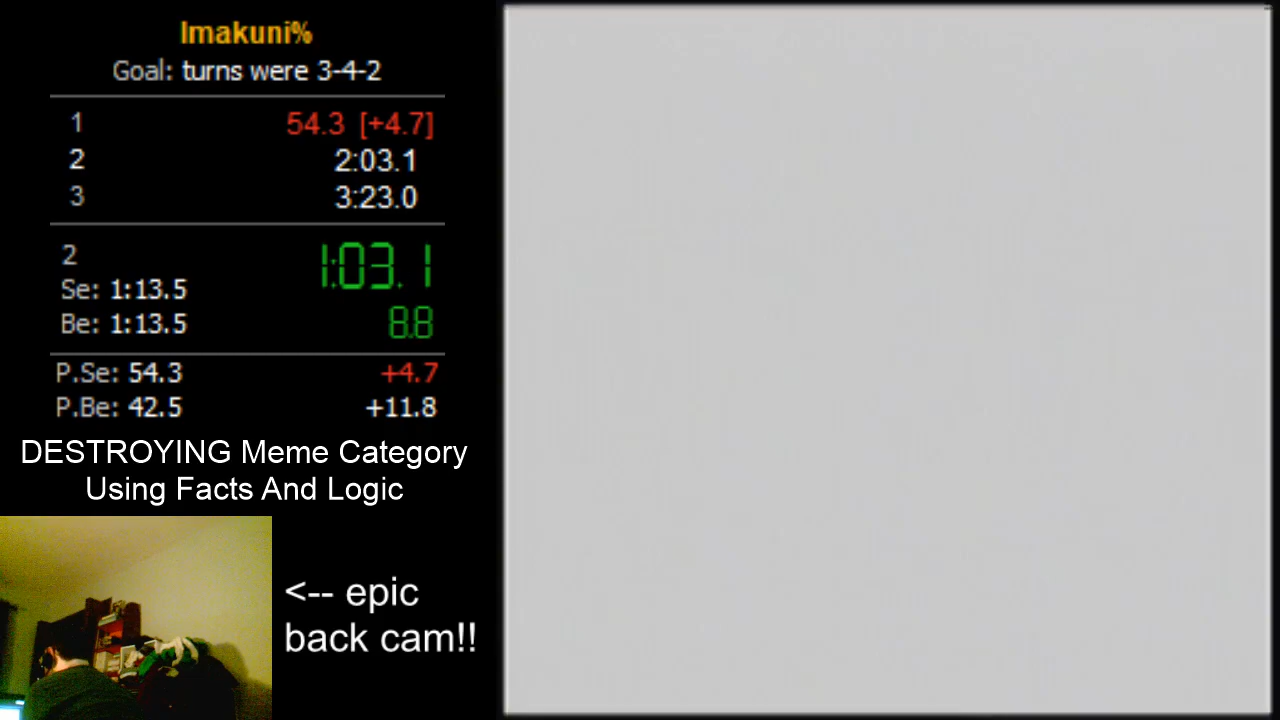 Imakuni%
Goal: turns were 3-4-2
1 54.3 [+4.7]
2 2:03.1
3 3:23.0
2 1:03.1
Se: 1:13.5
Be: 1:13.5 8.8
P.Se: 54.3 +4.7
P.Be: 42.5 +11.8
DESTROYING Meme Category
Using Facts And Logic
<-- epic
back cam!!